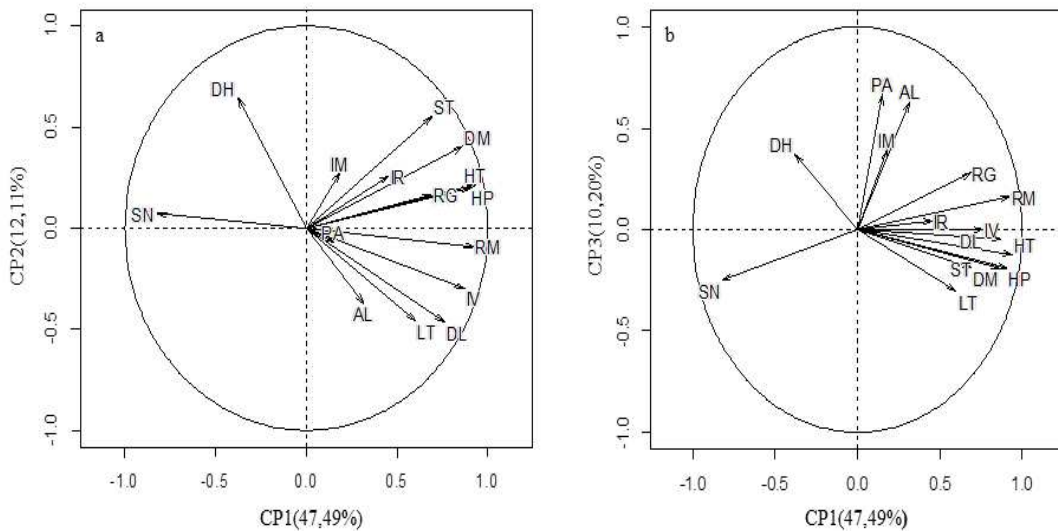 a
CP2(12,11%)
1.0
0.5
0.0
-0.5
-1.0
DH
ST
DM
IM
IR
HT
RG
HP
SN
PA
RM
IV
AL
LT
DL
-1.0 -0.5 0.0 0.5 1.0
CP1(47,49%)
b
CP3(10,20%)
1.0
0.5
0.0
-0.5
-1.0
PA
AL
IM
DH
RG
RM
IR
IV
DL
HT
ST
DM
HP
SN
LT
-1.0 -0.5 0.0 0.5 1.0
CP1(47,49%)